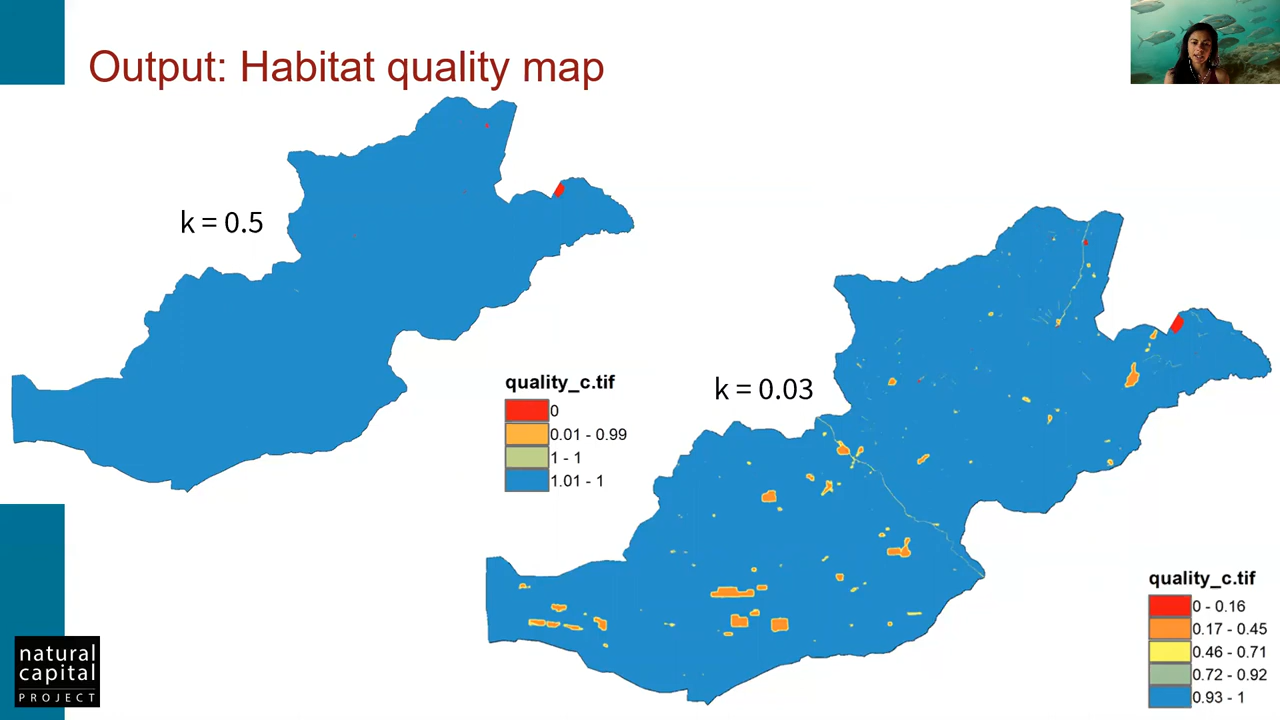 Output: Habitat quality map
k = 0.5
quality_c.tif
0
0.01 - 0.99
1 - 1
1.01 - 1
k = 0.03
quality_c.tif
0 - 0.16
0.17 - 0.45
0.46 - 0.71
0.72 - 0.92
0.93 - 1
natural
capital
PROJECT